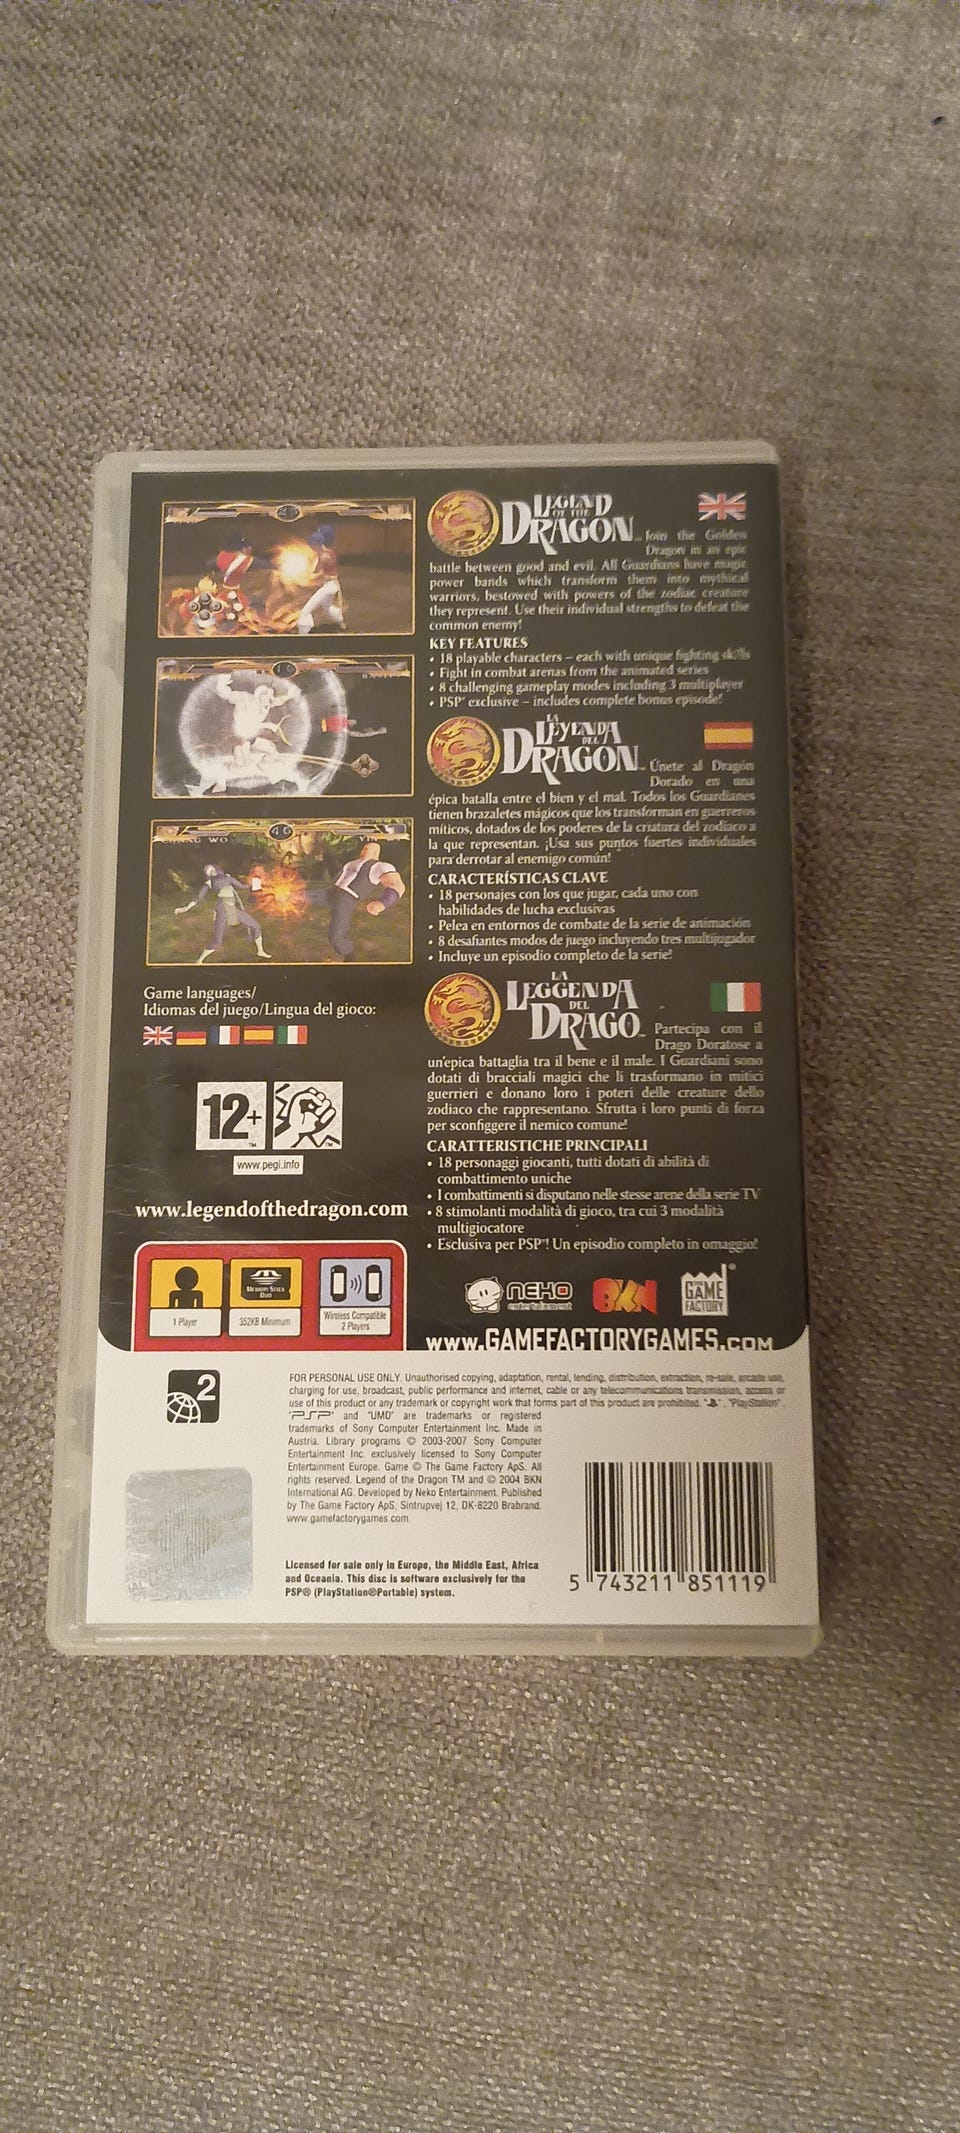 LEGEND
OF THE
DRAGON™
Join the Golden
Dragon in an epic
battle between good and evil. All Guardians have magic
power bands which transform them into mythical
warriors, bestowed with powers of the zodiac creature
they represent. Use their individual strengths to defeat the
common enemy!
KEY FEATURES
• 18 playable characters – each with unique fighting skills
• Fight in combat arenas from the animated series
• 8 challenging gameplay modes including 3 multiplayer
• PSP® exclusive – includes complete bonus episode!
LA
LEYENDA
DEL
DRAGON™
Únete al Dragón
Dorado en una
épica batalla entre el bien y el mal. Todos los Guardianes
tienen brazaletes mágicos que los transforman en guerreros
míticos, dotados de los poderes de la criatura del zodíaco a
la que representan. ¡Usa sus puntos fuertes individuales
para derrotar al enemigo común!
CARACTERÍSTICAS CLAVE
• 18 personajes con los que jugar, cada uno con
habilidades de lucha exclusivas
• Pelea en entornos de combate de la serie de animación
• 8 desafiantes modos de juego incluyendo tres multijugador
• Incluye un episodio completo de la serie!
LA
LEGGENDA
DEL
DRAGO™
Partecipa con il
Drago Doratose a
un'epica battaglia tra il bene e il male. I Guardiani sono
dotati di bracciali magici che li trasformano in mitici
guerrieri e donano loro i poteri delle creature dello
zodiaco che rappresentano. Sfrutta i loro punti di forza
per sconfiggere il nemico comune!
CARATTERISTICHE PRINCIPALI
• 18 personaggi giocanti, tutti dotati di abilità di
combattimento uniche
• I combattimenti si disputano nelle stesse arene della serie TV
• 8 stimolanti modalità di gioco, tra cui 3 modalità
multigiocatore
• Esclusiva per PSP®! Un episodio completo in omaggio!
46
WO
YIN
Game languages/
Idiomas del juego/Lingua del gioco:
12+
www.pegi.info
www.legendofthedragon.com
1 Player
MEMORY STICK
DUO
352KB Minimum
Wireless Compatible
2 Players
NEKO
entertainment
BKN
THE
GAME
FACTORY®
WWW.GAMEFACTORYGAMES.COM
2
FOR PERSONAL USE ONLY. Unauthorised copying, adaptation, rental, lending, distribution, extraction, re-sale, arcade use,
charging for use, broadcast, public performance and internet, cable or any telecommunications transmission, access or
use of this product or any trademark or copyright work that forms part of this product are prohibited. "", "PlayStation",
"PSP" and "UMD" are trademarks or registered
trademarks of Sony Computer Entertainment Inc. Made in
Austria. Library programs © 2003-2007 Sony Computer
Entertainment Inc. exclusively licensed to Sony Computer
Entertainment Europe. Game © The Game Factory ApS. All
rights reserved. Legend of the Dragon TM and © 2004 BKN
International AG. Developed by Neko Entertainment. Published
by The Game Factory ApS, Sintrupvej 12, DK-8220 Brabrand.
www.gamefactorygames.com
Licensed for sale only in Europe, the Middle East, Africa
and Oceania. This disc is software exclusively for the
PSP® (PlayStation®Portable) system.
5 743211 851119